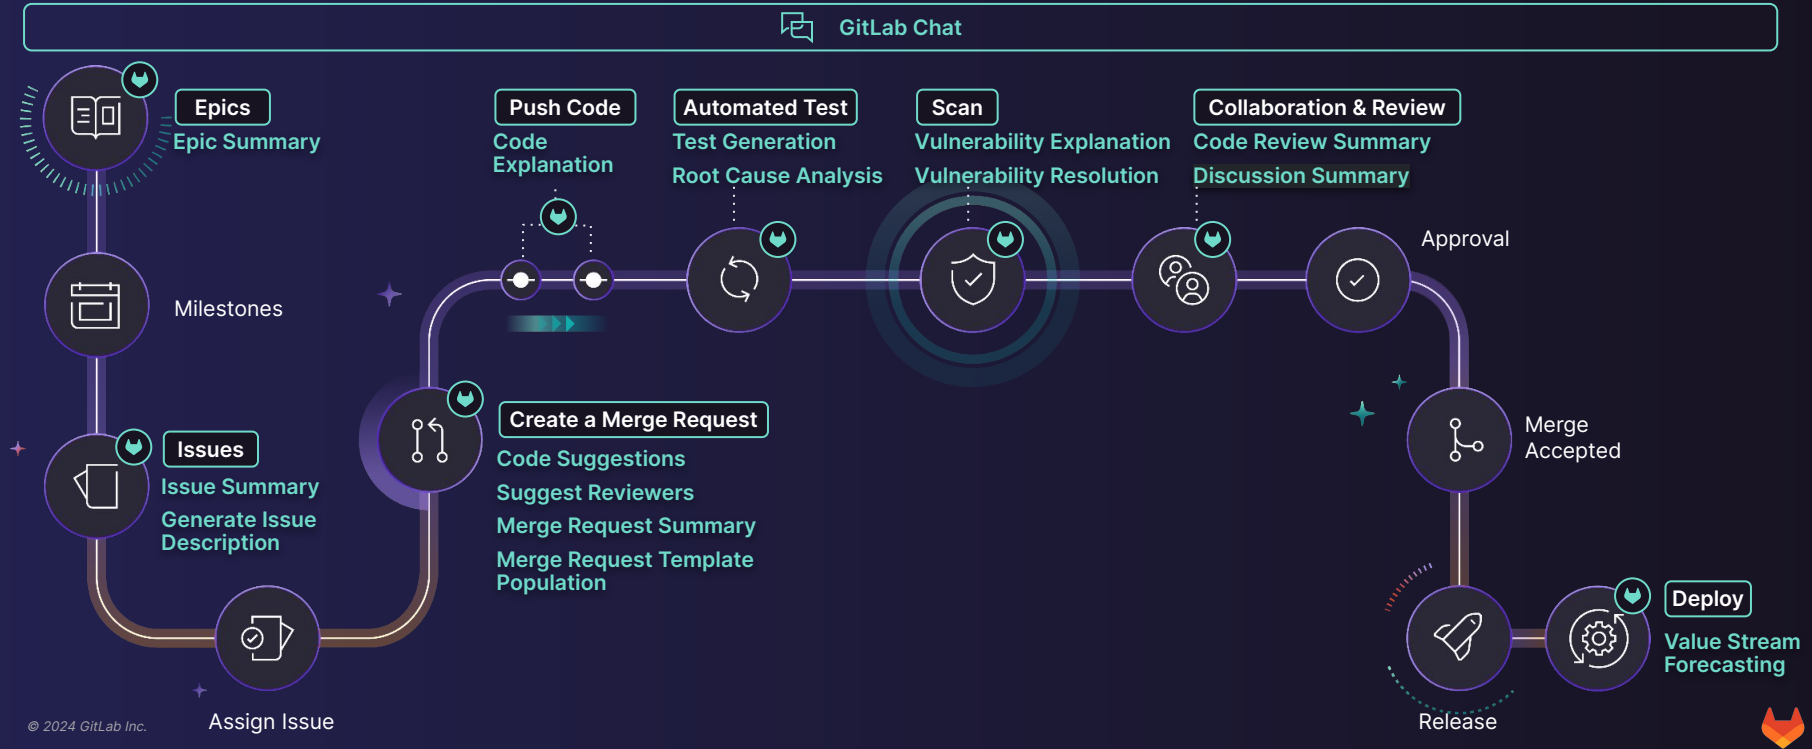 GitLab Chat
Epics
Epic Summary
Milestones
Issues
Issue Summary
Generate Issue
Description
Assign Issue
Create a Merge Request
Code Suggestions
Suggest Reviewers
Merge Request Summary
Merge Request Template
Population
Push Code
Code
Explanation
Automated Test
Test Generation
Root Cause Analysis
Scan
Vulnerability Explanation
Vulnerability Resolution
Collaboration & Review
Code Review Summary
Discussion Summary
Approval
Merge
Accepted
Release
Deploy
Value Stream
Forecasting
© 2024 GitLab Inc.